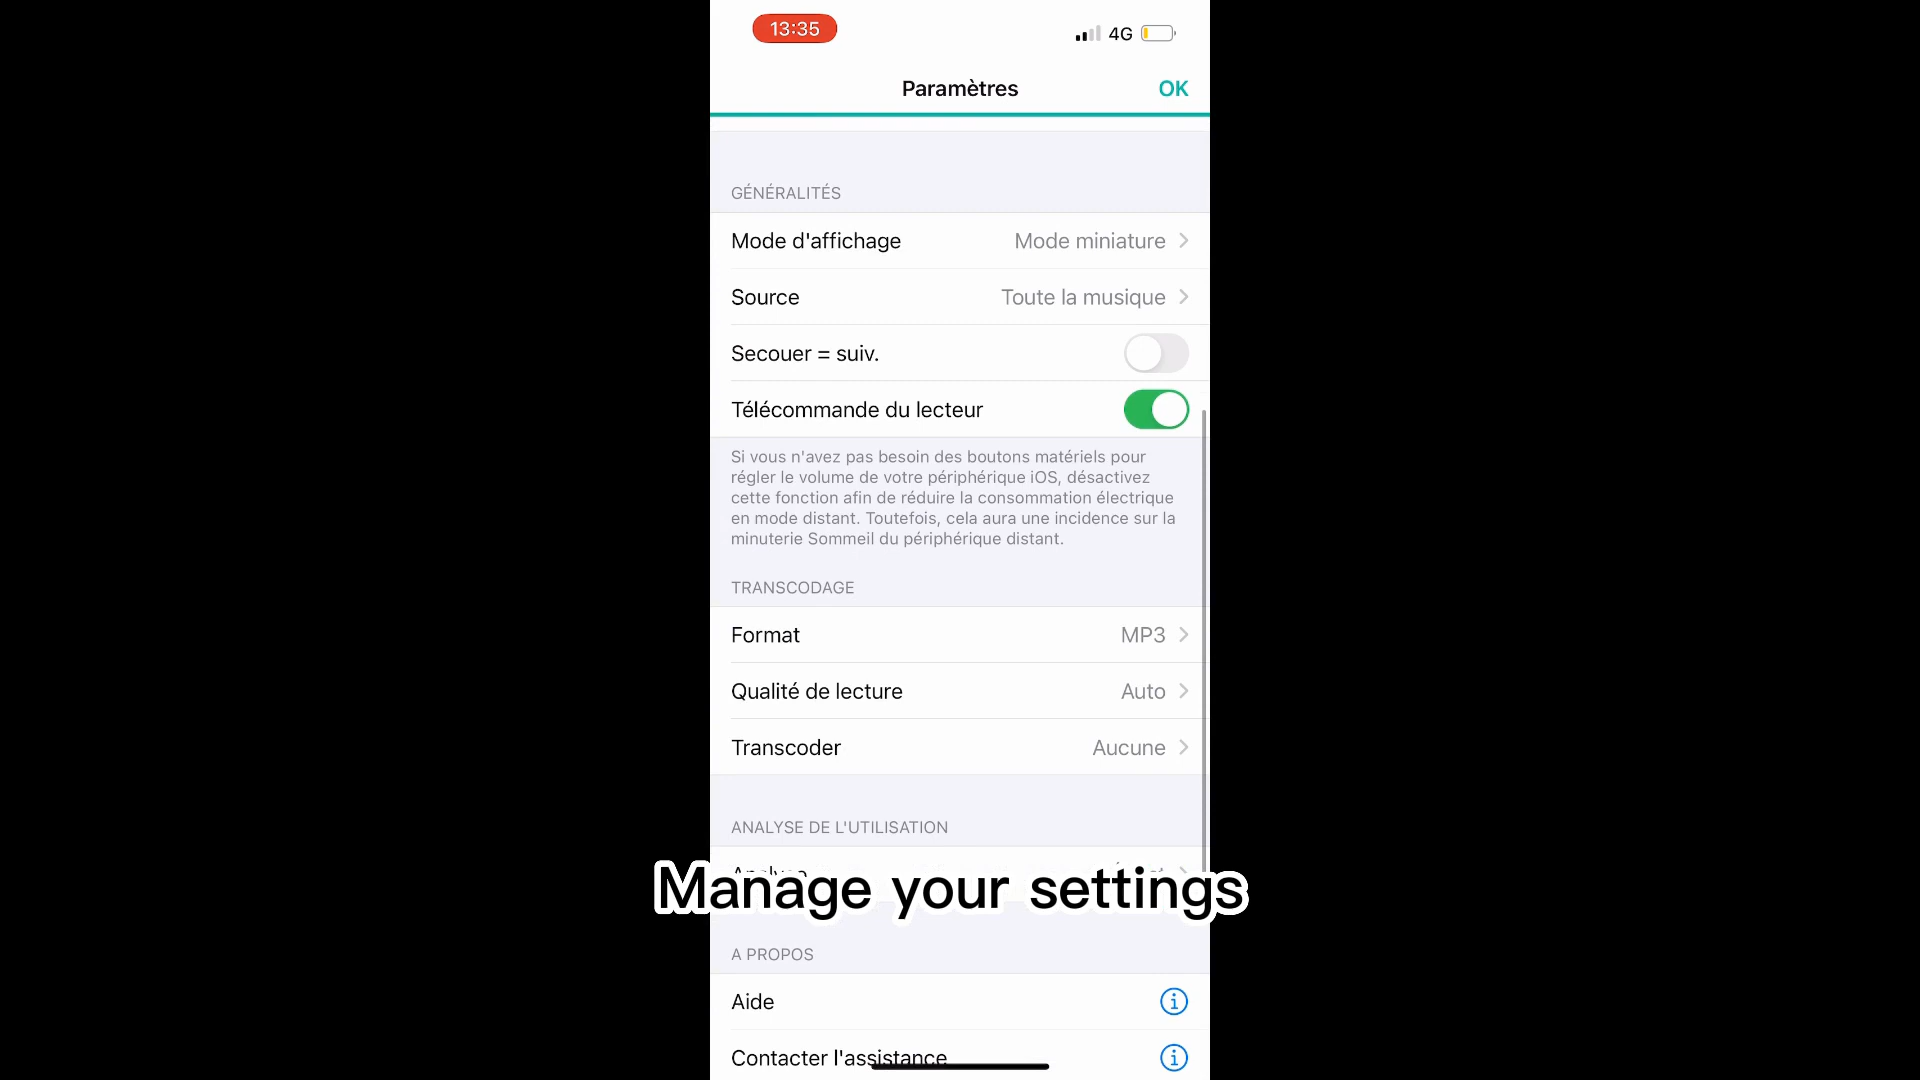 13:35
4G
Paramètres
OK
GÉNÉRALITÉS
Mode d'affichage
Mode miniature
Source
Toute la musique
Secouer = suiv.
Télécommande du lecteur
Si vous n'avez pas besoin des boutons matériels pour
régler le volume de votre périphérique iOS, désactivez
cette fonction afin de réduire la consommation électrique
en mode distant. Toutefois, cela aura une incidence sur la
minuterie Sommeil du périphérique distant.
TRANSCODAGE
Format
MP3
Qualité de lecture
Auto
Transcoder
Aucune
ANALYSE DE L'UTILISATION
Manage your settings
A PROPOS
Aide
Contacter l'assistance